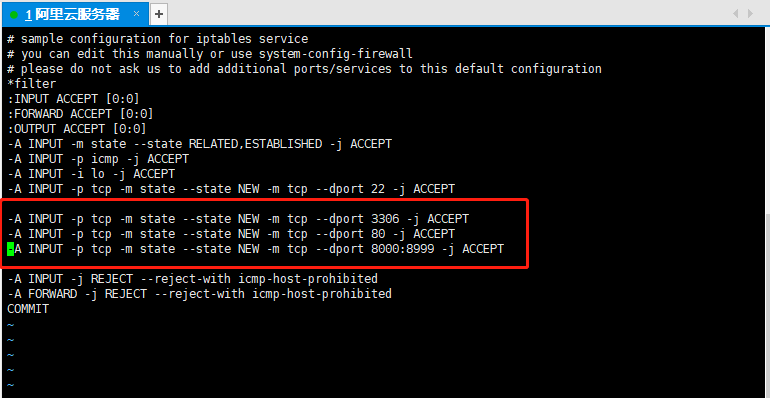 1 阿里云服务器 × +
# sample configuration for iptables service
# you can edit this manually or use system-config-firewall
# please do not ask us to add additional ports/services to this default configuration
*filter
:INPUT ACCEPT [0:0]
:FORWARD ACCEPT [0:0]
:OUTPUT ACCEPT [0:0]
-A INPUT -m state --state RELATED,ESTABLISHED -j ACCEPT
-A INPUT -p icmp -j ACCEPT
-A INPUT -i lo -j ACCEPT
-A INPUT -p tcp -m state --state NEW -m tcp --dport 22 -j ACCEPT
-A INPUT -p tcp -m state --state NEW -m tcp --dport 3306 -j ACCEPT
-A INPUT -p tcp -m state --state NEW -m tcp --dport 80 -j ACCEPT
-A INPUT -p tcp -m state --state NEW -m tcp --dport 8000:8999 -j ACCEPT
-A INPUT -j REJECT --reject-with icmp-host-prohibited
-A FORWARD -j REJECT --reject-with icmp-host-prohibited
COMMIT
~
~
~
~
~